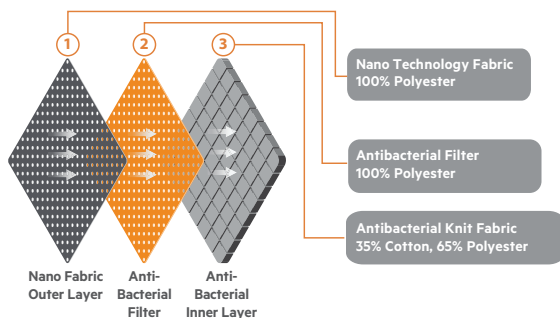 1
2
3
Nano Technology Fabric
100% Polyester
Antibacterial Filter
100% Polyester
Antibacterial Knit Fabric
35% Cotton, 65% Polyester
Nano Fabric
Outer Layer
Anti-
Bacterial
Filter
Anti-
Bacterial
Inner Layer